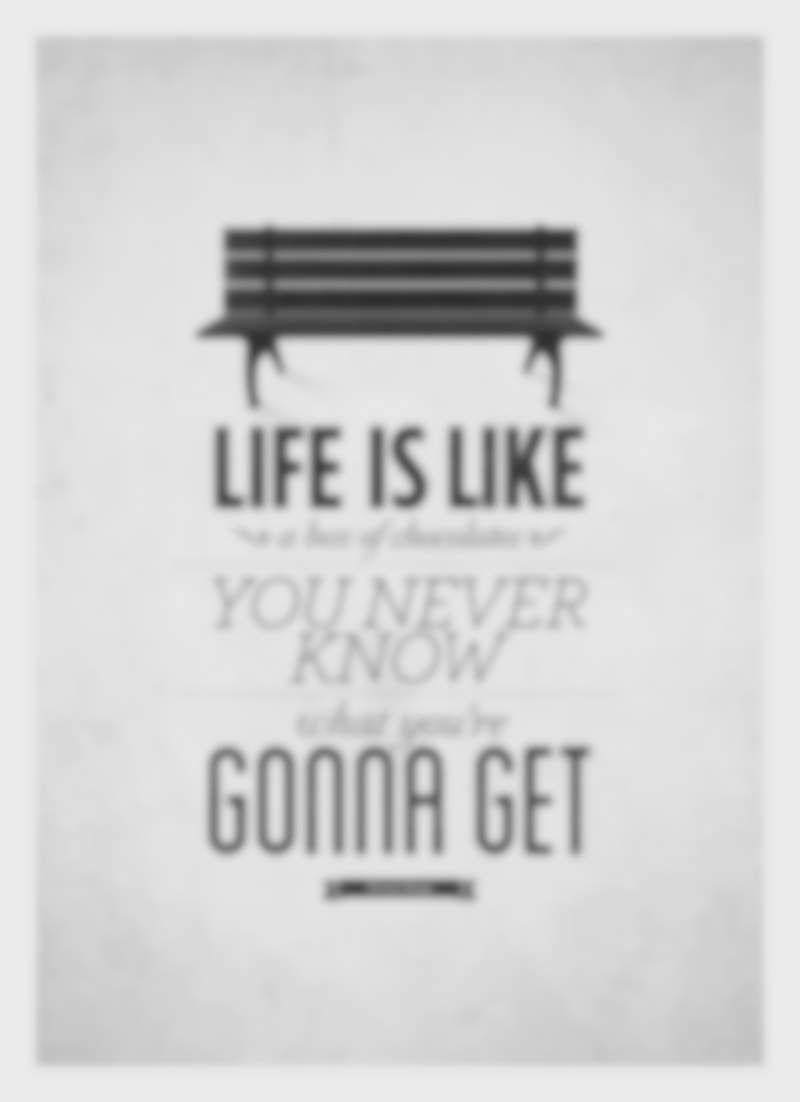 LIFE IS LIKE
a box of chocolates
YOU NEVER
KNOW
what you're
GONNA GET